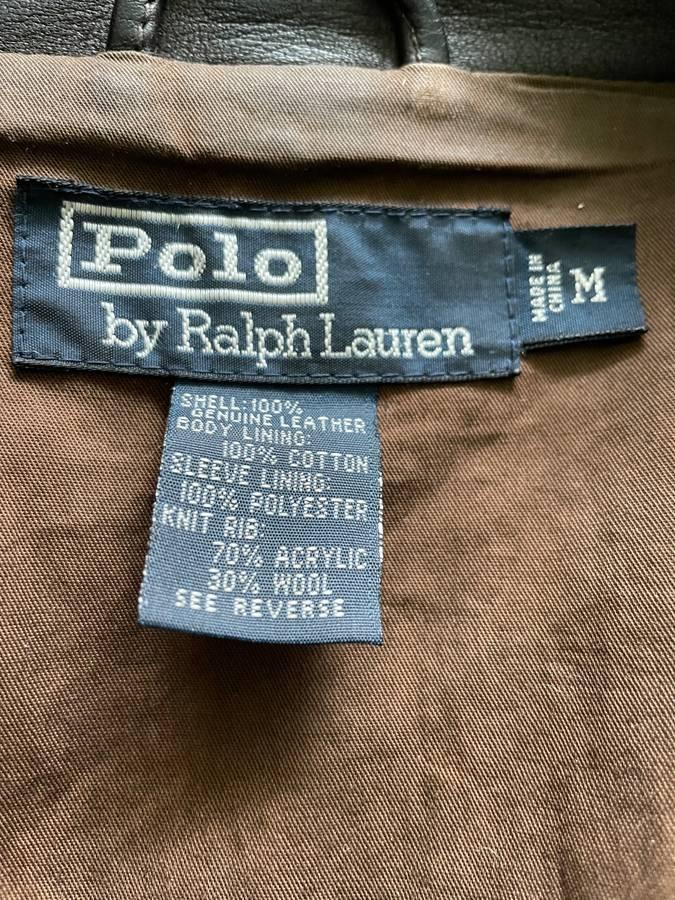 Polo
by Ralph Lauren
MADE IN
CHINA
M
SHELL:100%
GENUINE LEATHER
BODY LINING:
100% COTTON
SLEEVE LINING:
100% POLYESTER
KNIT RIB:
70% ACRYLIC
30% WOOL
SEE REVERSE